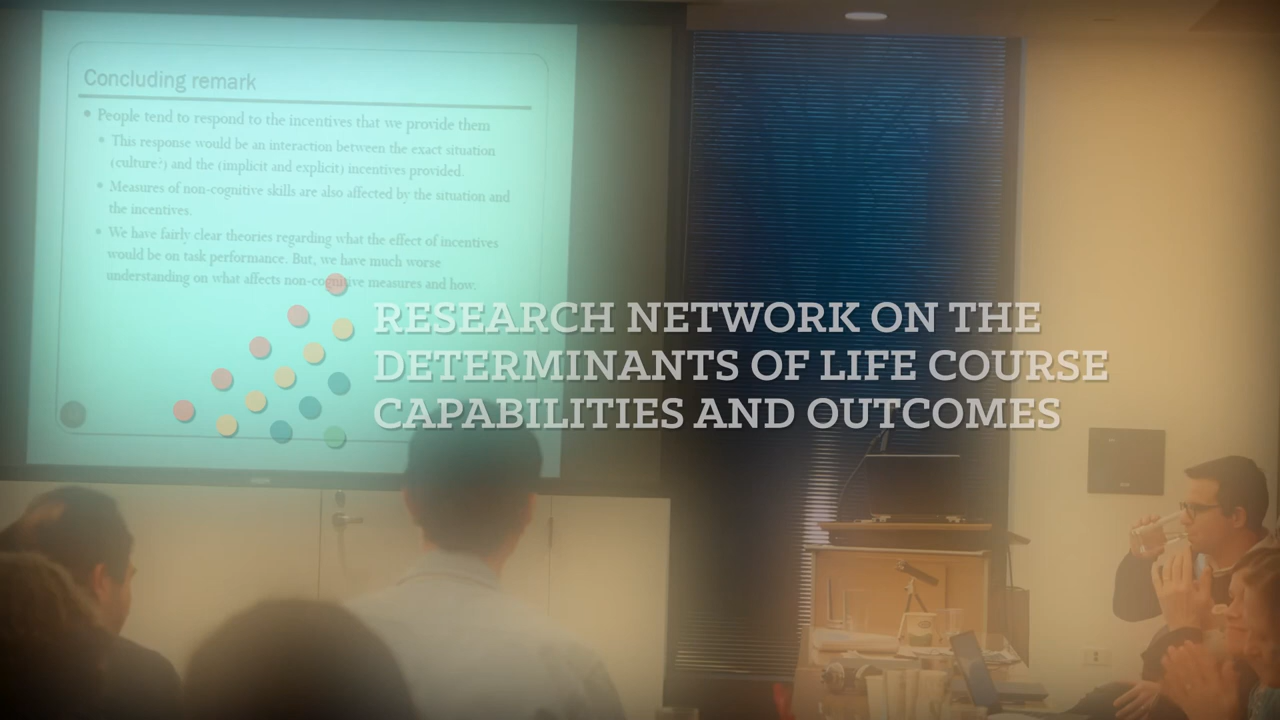 Concluding remark
People tend to respond to the incentives that we provide them
This response would be an interaction between the exact situation
(culture?) and the (implicit and explicit) incentives provided.
Measures of non-cognitive skills are also affected by the situation and
the incentives.
We have fairly clear theories regarding what the effect of incentives
would be on task performance. But, we have much worse
understanding on what affects non-cognitive measures and how.
RESEARCH NETWORK ON THE
DETERMINANTS OF LIFE COURSE
CAPABILITIES AND OUTCOMES